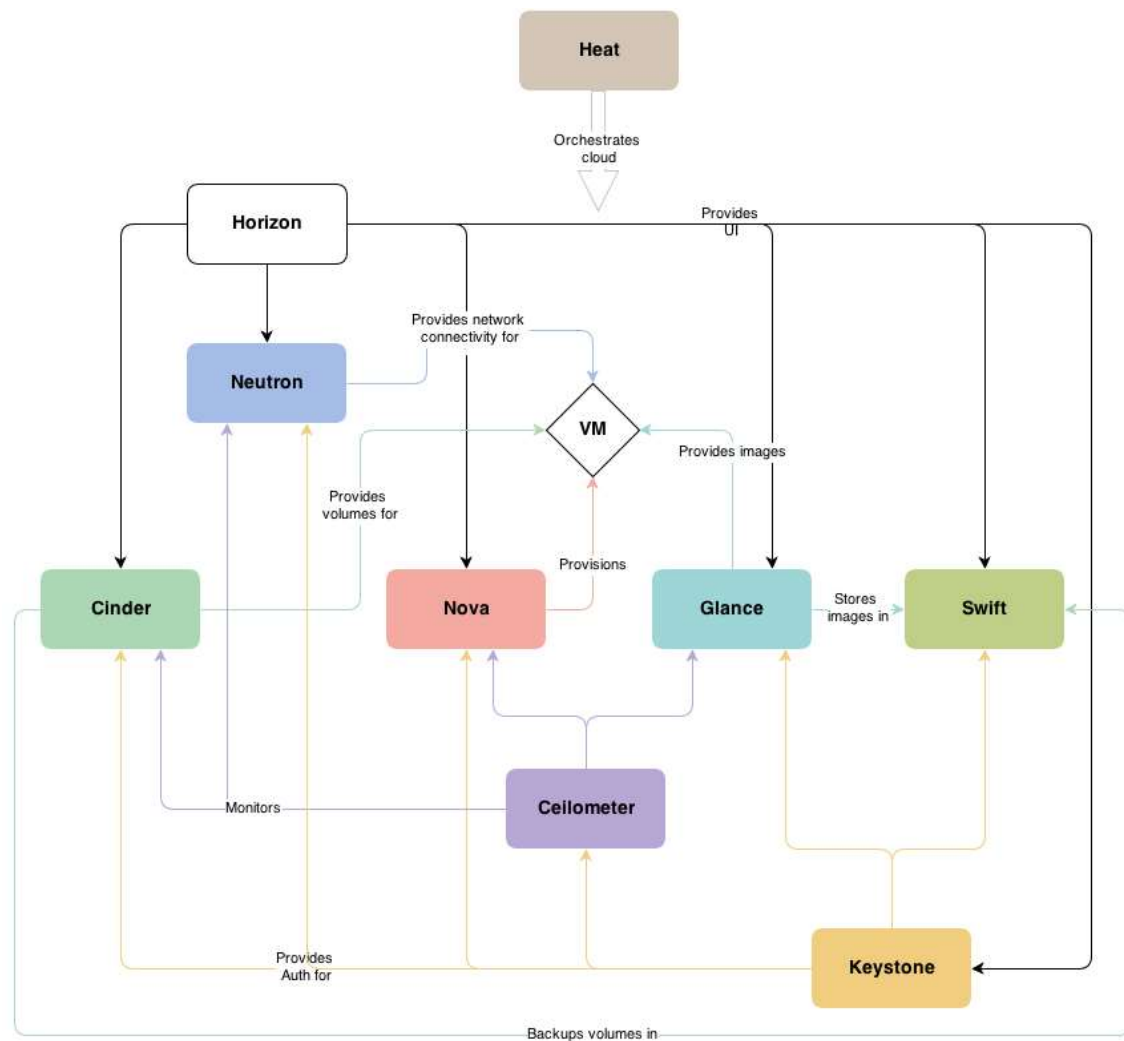 Heat
Orchestrates
cloud
Horizon
Provides
UI
Provides network
connectivity for
Neutron
VM
Provides images
Provides
volumes for
Provisions
Cinder
Nova
Glance
Stores
images in
Swift
Monitors
Ceilometer
Provides
Auth for
Keystone
Backups volumes in